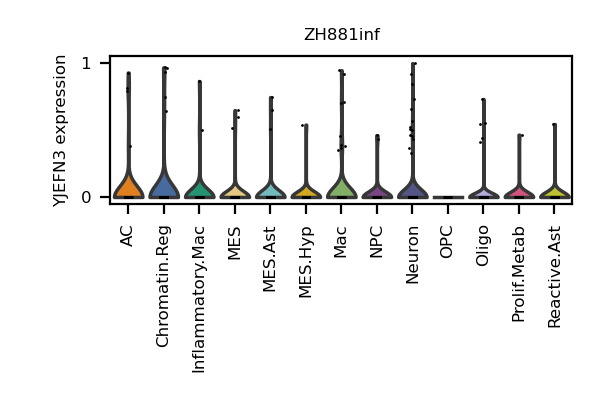 ZH881inf
YJEFN3 expression
1
0
AC
Chromatin.Reg
Inflammatory.Mac
MES
MES.Ast
MES.Hyp
Mac
NPC
Neuron
OPC
Oligo
Prolif.Metab
Reactive.Ast